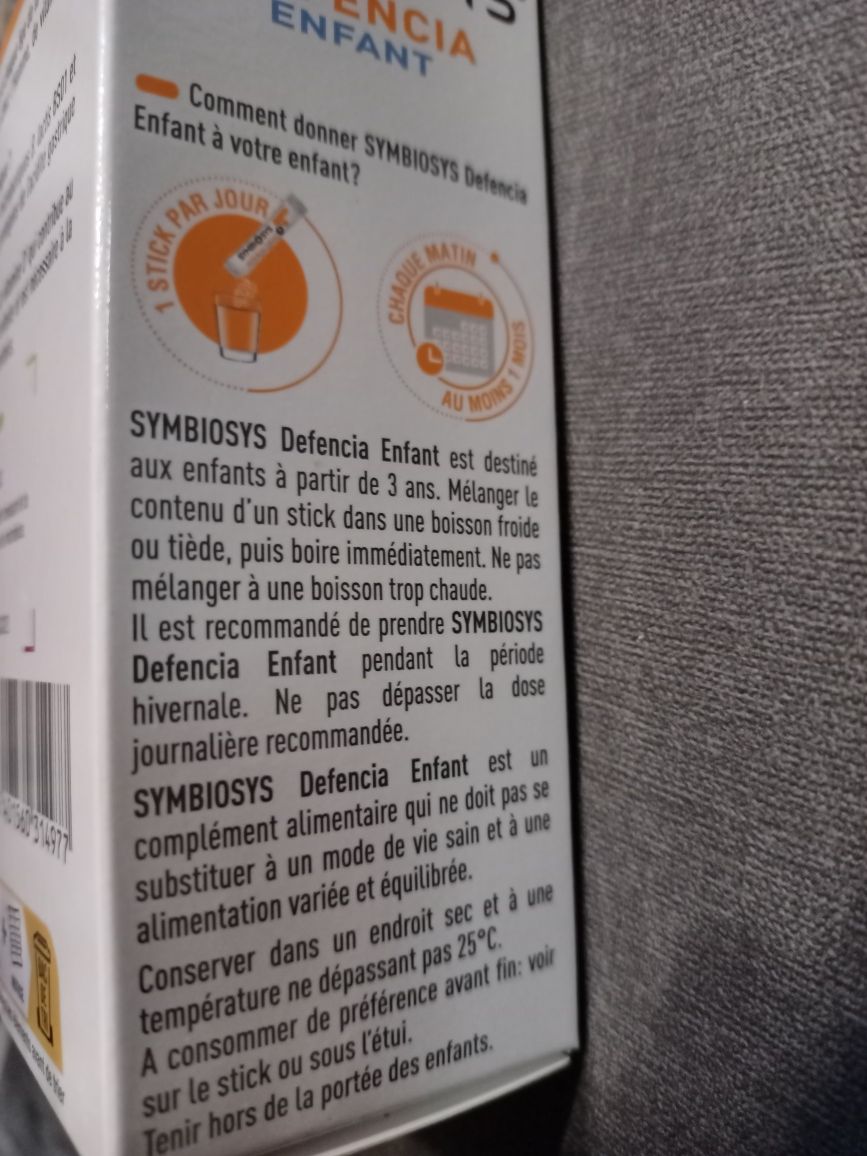 ENCIA
ENFANT
Comment donner SYMBIOSYS Defencia
Enfant à votre enfant?
1 STICK PAR JOUR
CHAQUE MATIN
AU MOINS 1 MOIS
SYMBIOSYS Defencia Enfant est destiné
aux enfants à partir de 3 ans. Mélanger le
contenu d'un stick dans une boisson froide
ou tiède, puis boire immédiatement. Ne pas
mélanger à une boisson trop chaude.
Il est recommandé de prendre SYMBIOSYS
Defencia Enfant pendant la période
hivernale. Ne pas dépasser la dose
journalière recommandée.
SYMBIOSYS Defencia Enfant est un
complément alimentaire qui ne doit pas se
substituer à un mode de vie sain et à une
alimentation variée et équilibrée.
Conserver dans un endroit sec et à une
température ne dépassant pas 25°C.
A consommer de préférence avant fin: voir
sur le stick ou sous l'étui.
Tenir hors de la portée des enfants.